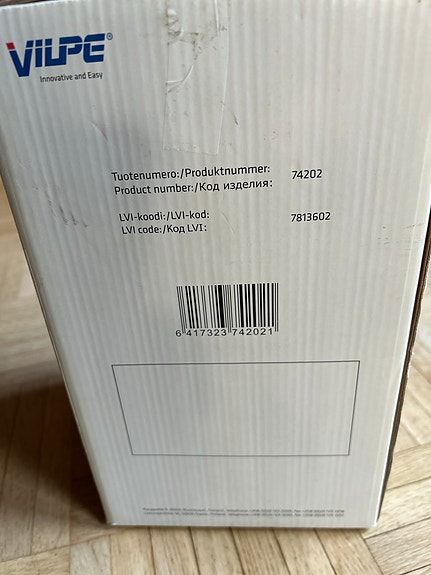 VILPE®
Innovative and Easy
Tuotenumero:/Produktnummer: 74202
Product number:/Код изделия:
LVI-koodi:/LVI-kod: 7813602
LVI code:/Код LVI:
6 417323 742021